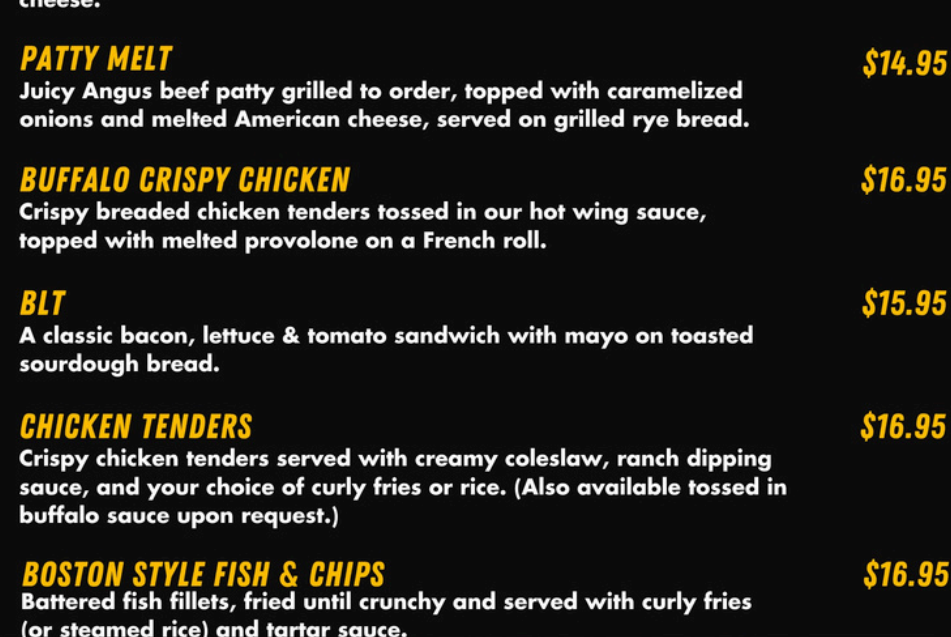 cheese.
PATTY MELT $14.95
Juicy Angus beef patty grilled to order, topped with caramelized
onions and melted American cheese, served on grilled rye bread.
BUFFALO CRISPY CHICKEN $16.95
Crispy breaded chicken tenders tossed in our hot wing sauce,
topped with melted provolone on a French roll.
BLT $15.95
A classic bacon, lettuce & tomato sandwich with mayo on toasted
sourdough bread.
CHICKEN TENDERS $16.95
Crispy chicken tenders served with creamy coleslaw, ranch dipping
sauce, and your choice of curly fries or rice. (Also available tossed in
buffalo sauce upon request.)
BOSTON STYLE FISH & CHIPS $16.95
Battered fish fillets, fried until crunchy and served with curly fries
(or steamed rice) and tartar sauce.